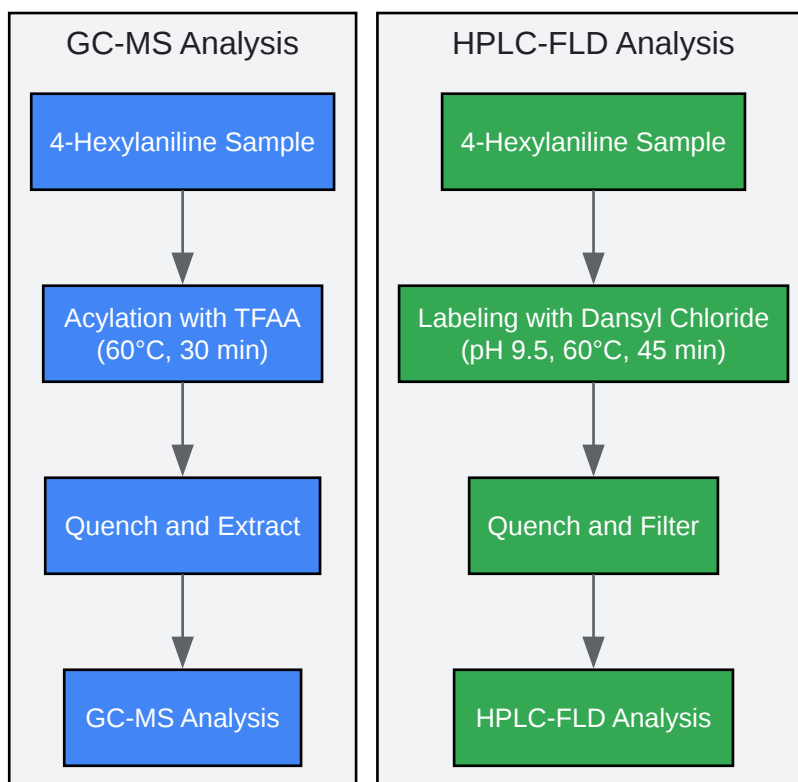 GC-MS Analysis
4-Hexylaniline Sample
Acylation with TFAA
(60°C, 30 min)
Quench and Extract
GC-MS Analysis
HPLC-FLD Analysis
4-Hexylaniline Sample
Labeling with Dansyl Chloride
(pH 9.5, 60°C, 45 min)
Quench and Filter
HPLC-FLD Analysis